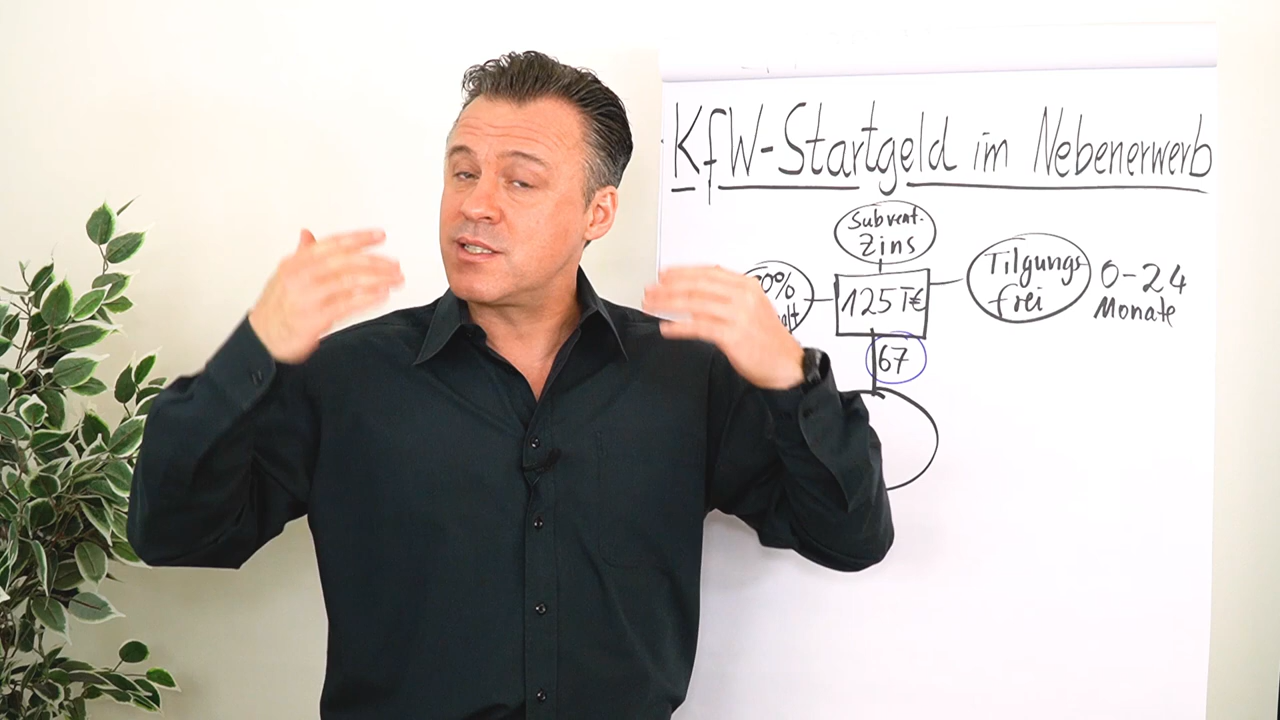 KfW-Startgeld im Nebenerwerb
Subvent.
Zins
Tilgungs
frei
0-24
Monate
125T€
67